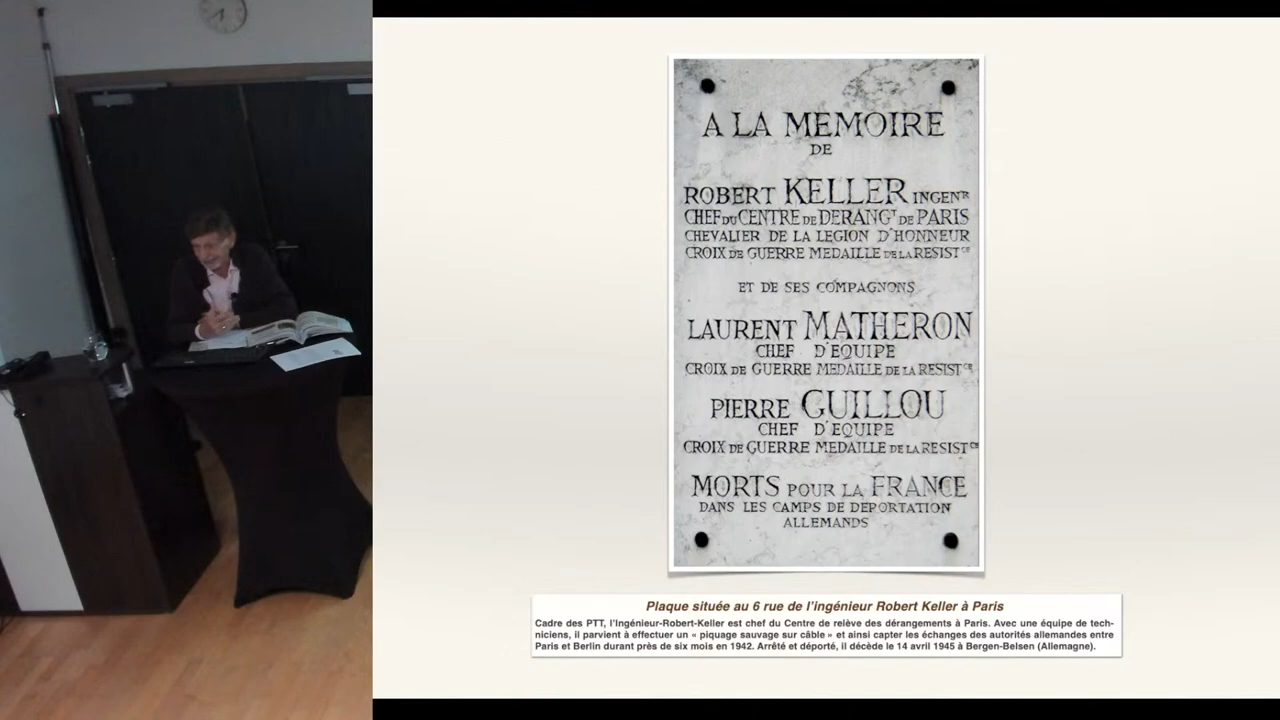 A LA MEMOIRE
DE
ROBERT KELLER INGENR
CHEF DU CENTRE DE DERANGT DE PARIS
CHEVALIER DE LA LEGION D'HONNEUR
CROIX DE GUERRE MEDAILLE DE LA RESISTCE
ET DE SES COMPAGNONS
LAURENT MATHERON
CHEF D'EQUIPE
CROIX DE GUERRE MEDAILLE DE LA RESISTCE
PIERRE GUILLOU
CHEF D'EQUIPE
CROIX DE GUERRE MEDAILLE DE LA RESISTCE
MORTS POUR LA FRANCE
DANS LES CAMPS DE DEPORTATION
ALLEMANDS
Plaque située au 6 rue de l'ingénieur Robert Keller à Paris
Cadre des PTT, l'Ingénieur-Robert-Keller est chef du Centre de relève des dérangements à Paris. Avec une équipe de tech-
niciens, il parvient à effectuer un « piquage sauvage sur câble » et ainsi capter les échanges des autorités allemandes entre
Paris et Berlin durant près de six mois en 1942. Arrêté et déporté, il décède le 14 avril 1945 à Bergen-Belsen (Allemagne).